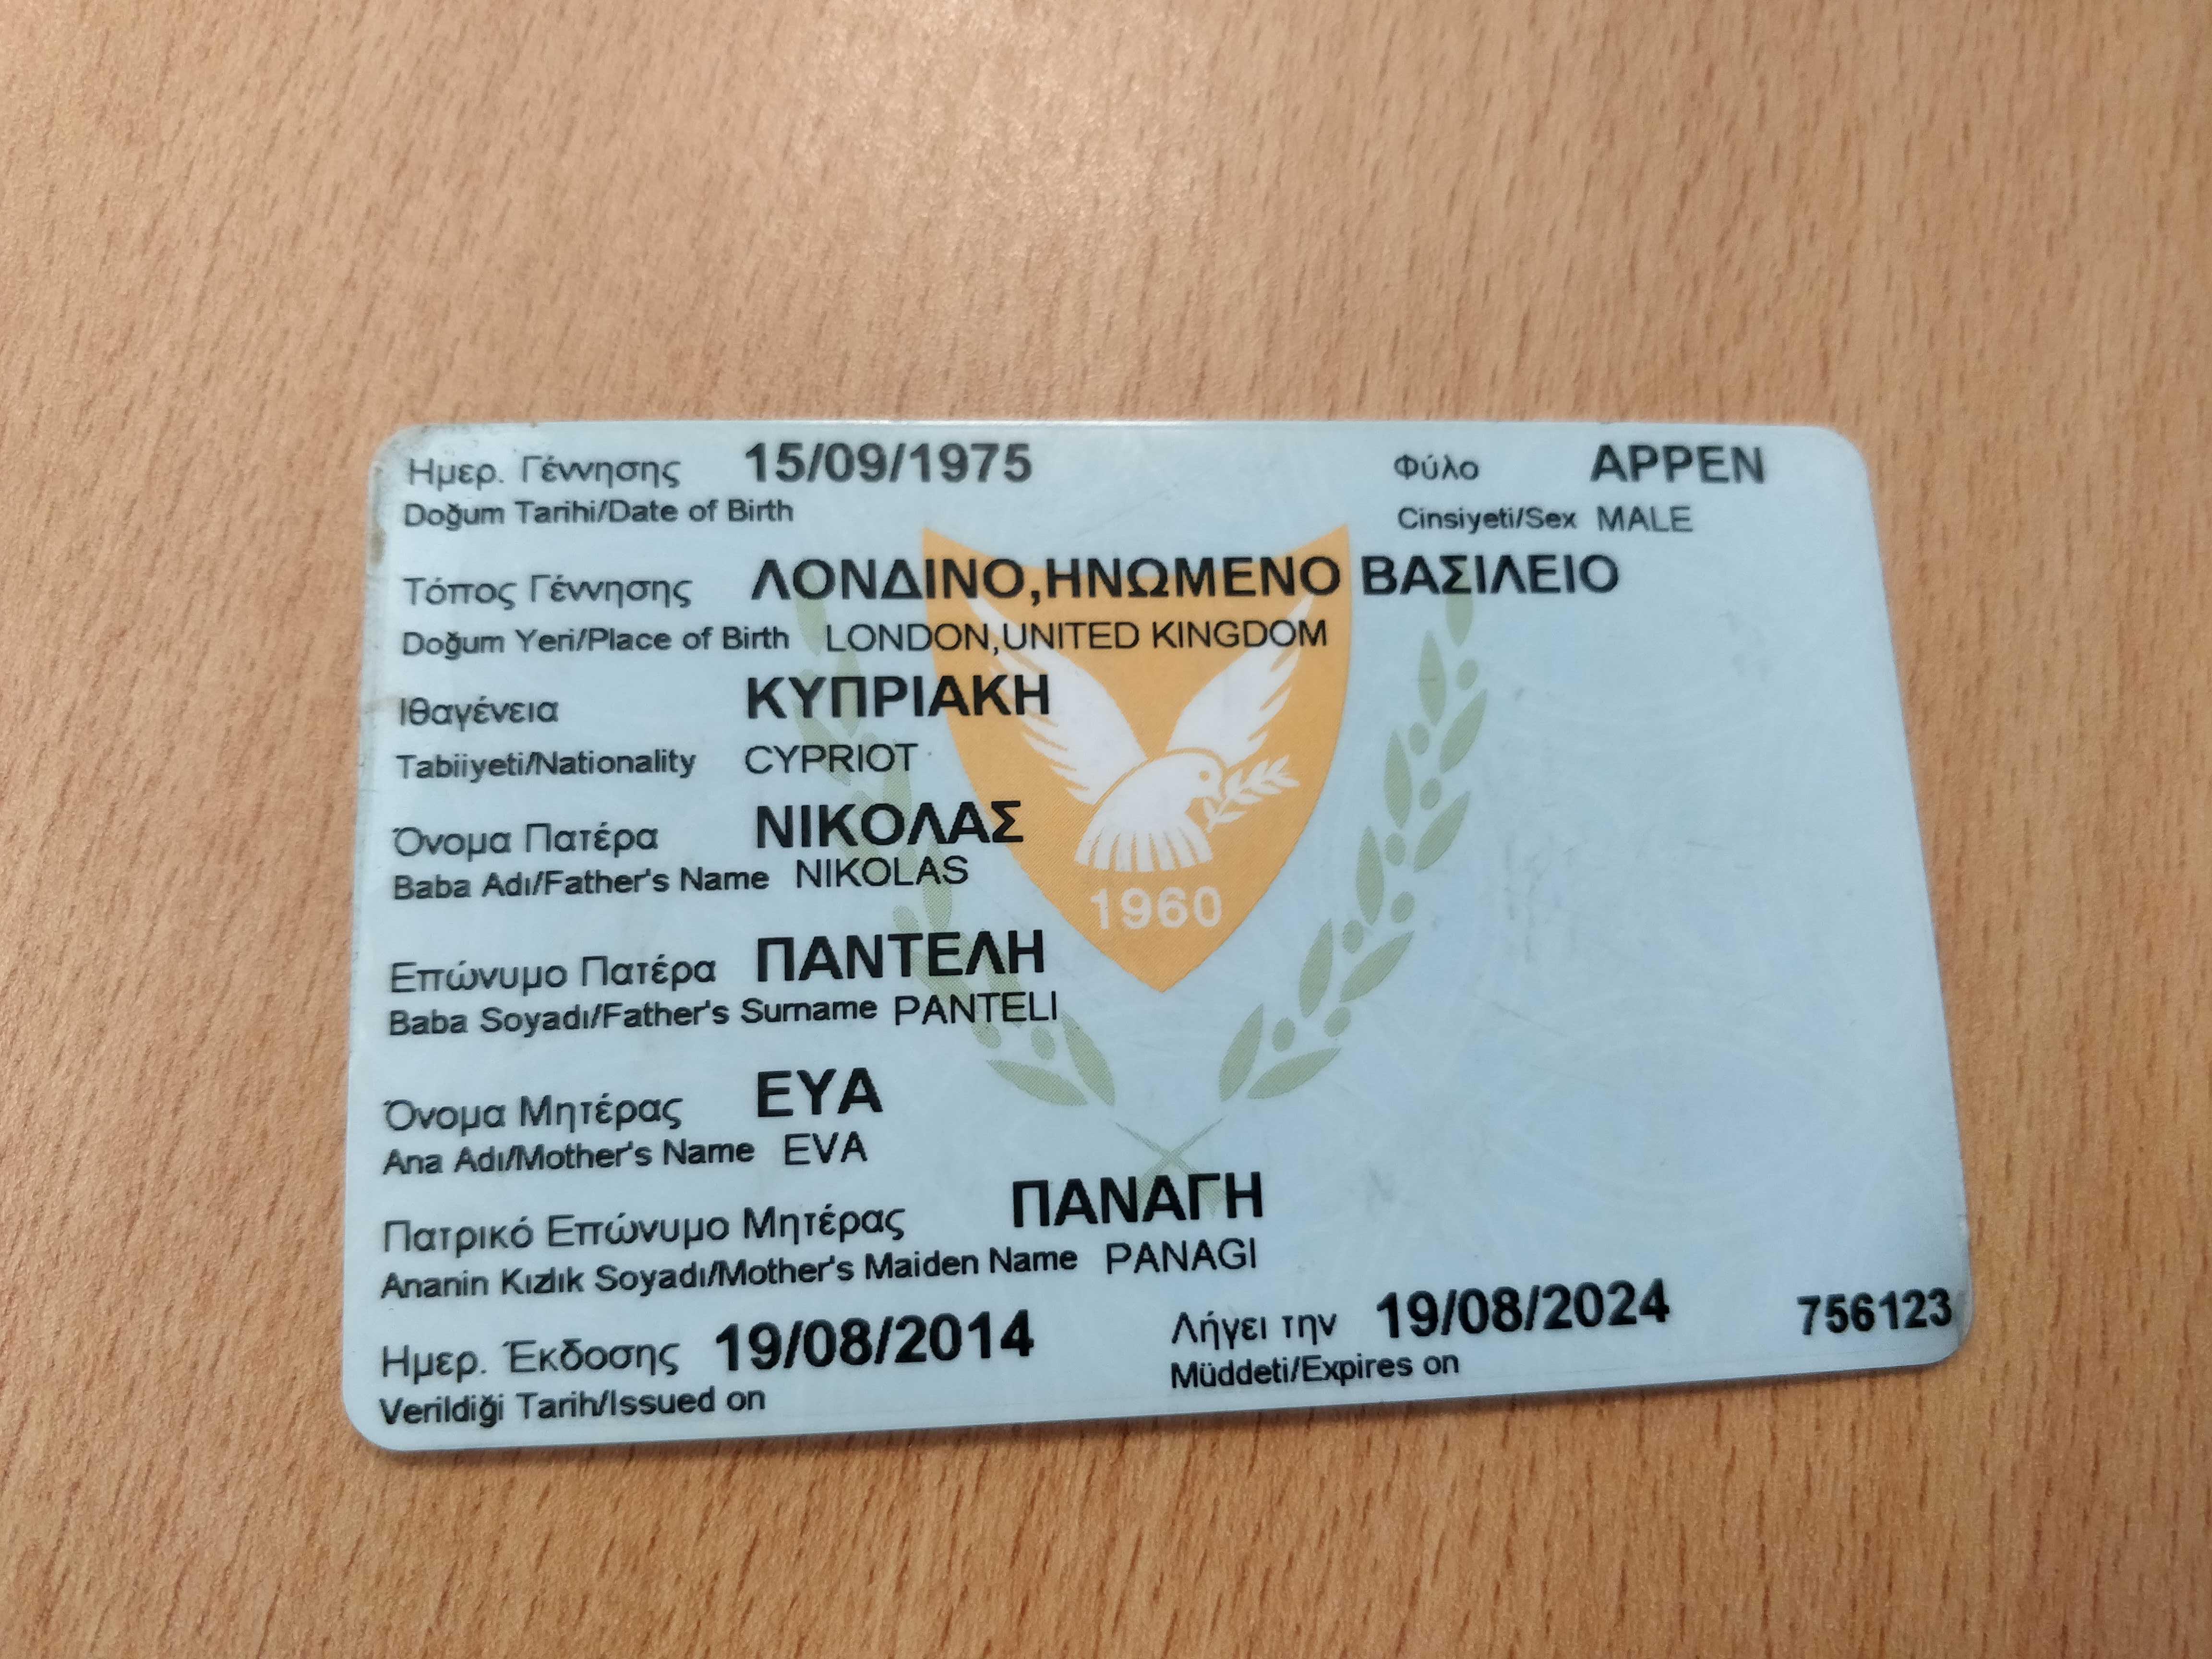 Ημερ. Γέννησης 15/09/1975 Φύλο ΑΡΡΕΝ
Doğum Tarihi/Date of Birth Cinsiyeti/Sex MALE
Τόπος Γέννησης ΛΟΝΔΙΝΟ,ΗΝΩΜΕΝΟ ΒΑΣΙΛΕΙΟ
Doğum Yeri/Place of Birth LONDON,UNITED KINGDOM
Ιθαγένεια ΚΥΠΡΙΑΚΗ
Tabiiyeti/Nationality CYPRIOT
Όνομα Πατέρα ΝΙΚΟΛΑΣ
Baba Adı/Father's Name NIKOLAS
1960
Επώνυμο Πατέρα ΠΑΝΤΕΛΗ
Baba Soyadı/Father's Surname PANTELI
Όνομα Μητέρας ΕΥΑ
Ana Adı/Mother's Name EVA
Πατρικό Επώνυμο Μητέρας ΠΑΝΑΓΗ
Ananin Kızlık Soyadı/Mother's Maiden Name PANAGI
Ημερ. Έκδοσης 19/08/2014 Λήγει την 19/08/2024 756123
Verildiği Tarih/Issued on Müddeti/Expires on